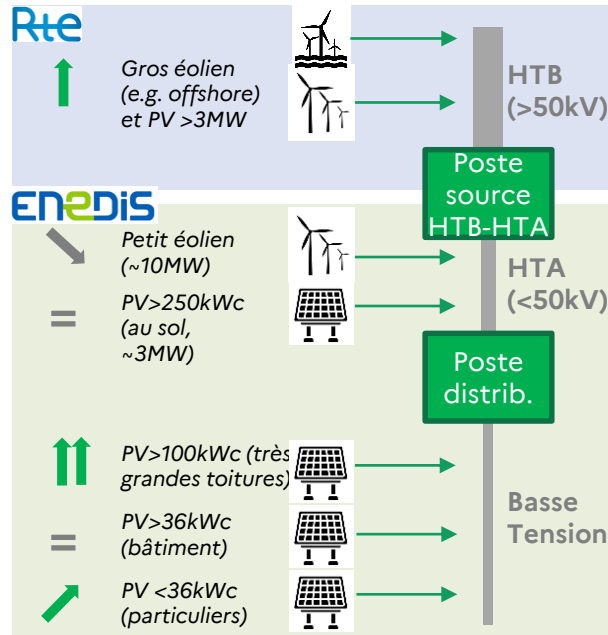 Rte
Gros éolien
(e.g. offshore)
et PV >3MW
HTB
(>50kV)
Poste
source
HTB-HTA
ENEDIS
Petit éolien
(~10MW)
HTA
(<50kV)
=
PV>250kWc
(au sol,
~3MW)
Poste
distrib.
PV>100kWc (très
grandes toitures)
=
PV>36kWc
(bâtiment)
Basse
Tension
PV <36kWc
(particuliers)